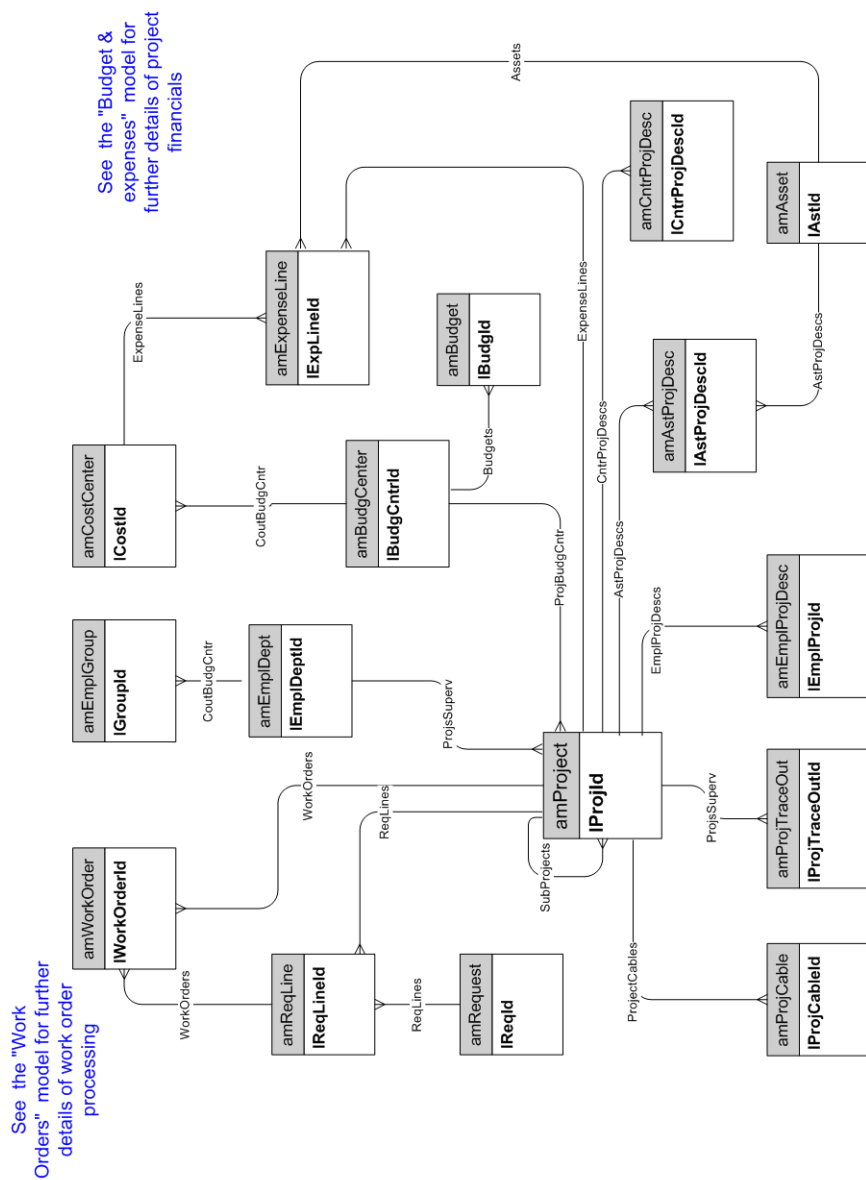 See the "Work
Orders" model for further
details of work order
processing
See the "Budget &
expenses" model for
further details of project
financials
amWorkOrder
lWorkOrderId
amEmplGroup
lGroupId
amCostCenter
lCostId
ExpenseLines
WorkOrders
CoutBudgCntr
CoutBudgCntr
amReqLine
lReqLineId
WorkOrders
amEmplDept
lEmplDeptId
amBudgCenter
lBudgCntrId
amExpenseLine
lExpLineId
ReqLines
ReqLines
ProjsSuperv
Budgets
amBudget
lBudgId
amRequest
lReqId
SubProjects
amProject
lProjId
ProjBudgCntr
ExpenseLines
Assets
CntrProjDescs
AstProjDescs
amCntrProjDesc
lCntrProjDescId
ProjectCables
ProjsSuperv
EmplProjDescs
amAstProjDesc
lAstProjDescId
AstProjDescs
amProjCable
lProjCableId
amProjTraceOut
lProjTraceOutId
amEmplProjDesc
lEmplProjId
amAsset
lAstId